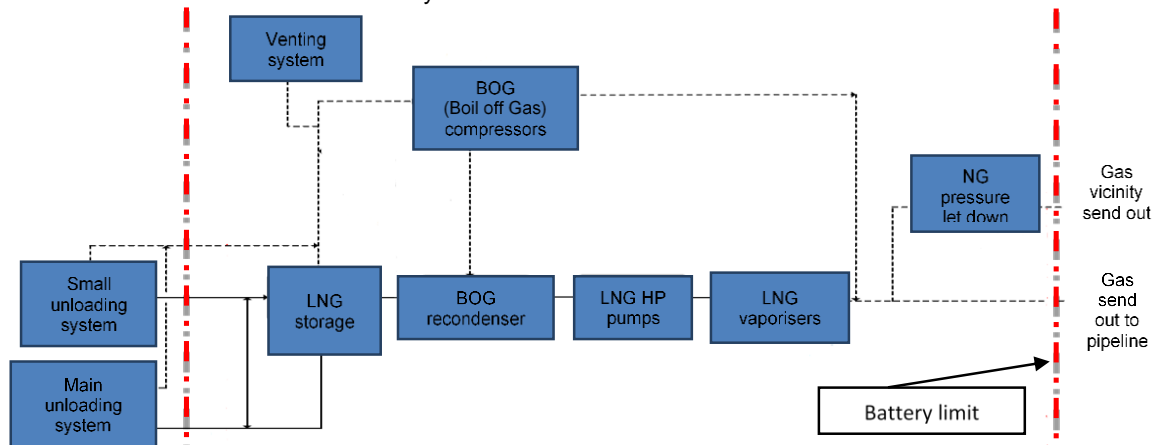 y
Venting
system
BOG
(Boil off Gas)
compressors
NG
pressure
let down
Gas
vicinity
send out
Small
unloading
system
LNG
storage
BOG
recondenser
LNG HP
pumps
LNG
vaporisers
Gas
send
out to
pipeline
Main
unloading
system
Battery limit